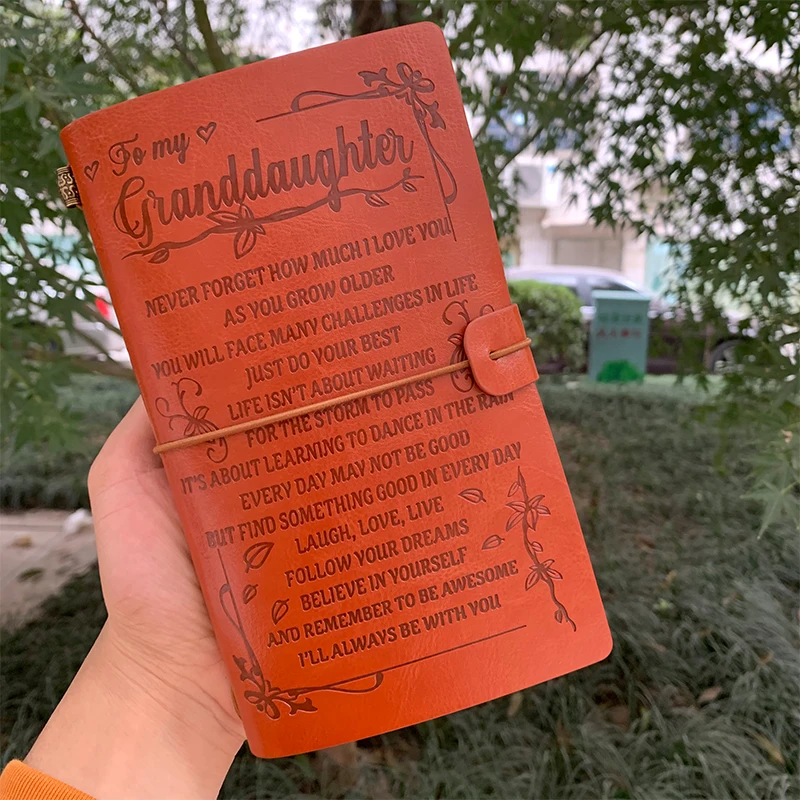 To my
Granddaughter
NEVER FORGET HOW MUCH I LOVE YOU
AS YOU GROW OLDER
YOU WILL FACE MANY CHALLENGES IN LIFE
JUST DO YOUR BEST
LIFE ISN'T ABOUT WAITING
FOR THE STORM TO PASS
IT'S ABOUT LEARNING TO DANCE IN THE RAIN
EVERY DAY MAY NOT BE GOOD
BUT FIND SOMETHING GOOD IN EVERY DAY
LAUGH, LOVE, LIVE
FOLLOW YOUR DREAMS
BELIEVE IN YOURSELF
AND REMEMBER TO BE AWESOME
I'LL ALWAYS BE WITH YOU